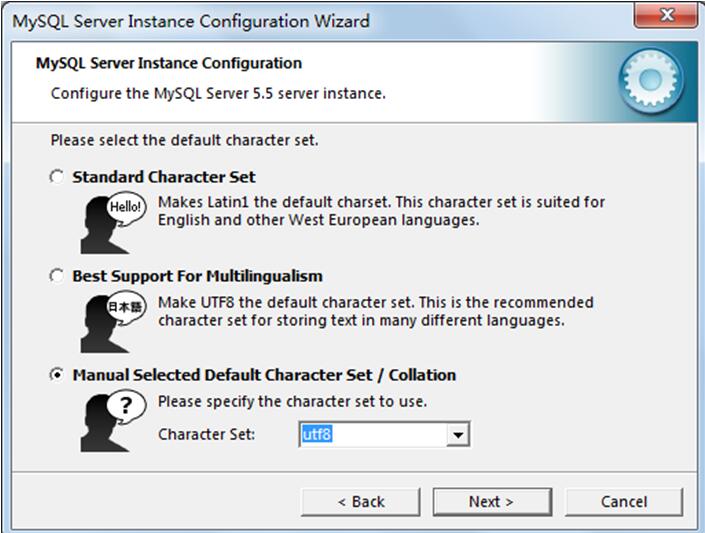 MySQL Server Instance Configuration Wizard
MySQL Server Instance Configuration
Configure the MySQL Server 5.5 server instance.
Please select the default character set.
Standard Character Set
Hello!
Makes Latin1 the default charset. This character set is suited for
English and other West European languages.
Best Support For Multilingualism
日本語
Make UTF8 the default character set. This is the recommended
character set for storing text in many different languages.
Manual Selected Default Character Set / Collation
?
Please specify the character set to use.
Character Set: utf8
< Back Next > Cancel